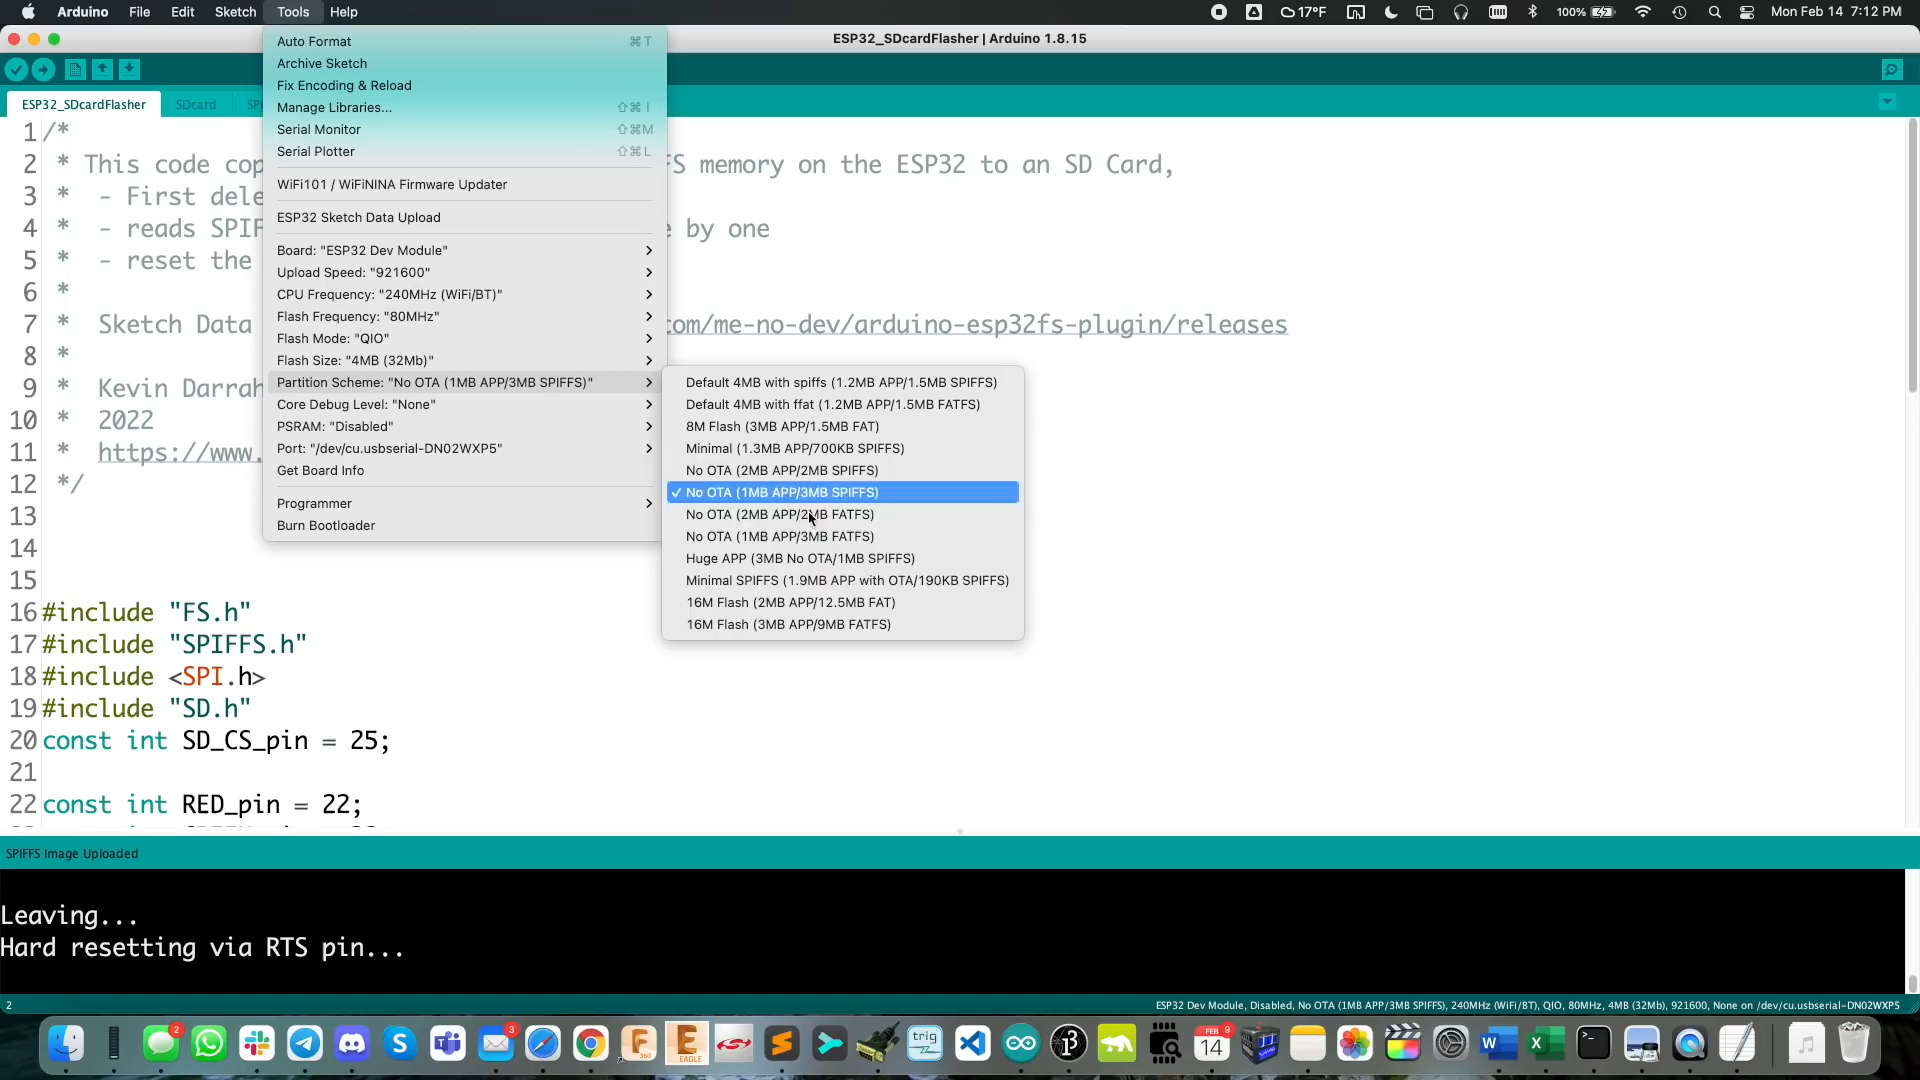 Arduino File Edit Sketch Tools Help
17°F 100% Mon Feb 14 7:12 PM
ESP32_SDcardFlasher | Arduino 1.8.15
Auto Format ⌘T
Archive Sketch
Fix Encoding & Reload
Manage Libraries... ⇧⌘I
Serial Monitor ⇧⌘M
Serial Plotter ⇧⌘L
WiFi101 / WiFiNINA Firmware Updater
ESP32 Sketch Data Upload
Board: "ESP32 Dev Module"
Upload Speed: "921600"
CPU Frequency: "240MHz (WiFi/BT)"
Flash Frequency: "80MHz"
Flash Mode: "QIO"
Flash Size: "4MB (32Mb)"
Partition Scheme: "No OTA (1MB APP/3MB SPIFFS)"
Core Debug Level: "None"
PSRAM: "Disabled"
Port: "/dev/cu.usbserial-DN02WXP5"
Get Board Info
Programmer
Burn Bootloader
Default 4MB with spiffs (1.2MB APP/1.5MB SPIFFS)
Default 4MB with ffat (1.2MB APP/1.5MB FATFS)
8M Flash (3MB APP/1.5MB FAT)
Minimal (1.3MB APP/700KB SPIFFS)
No OTA (2MB APP/2MB SPIFFS)
✓ No OTA (1MB APP/3MB SPIFFS)
No OTA (2MB APP/2MB FATFS)
No OTA (1MB APP/3MB FATFS)
Huge APP (3MB No OTA/1MB SPIFFS)
Minimal SPIFFS (1.9MB APP with OTA/190KB SPIFFS)
16M Flash (2MB APP/12.5MB FAT)
16M Flash (3MB APP/9MB FATFS)
ESP32_SDcardFlasher SDcard
1 /*
2 * This code FS memory on the ESP32 to an SD Card,
3 * - First
4 * - reads by one
5 * - reset the
6 *
7 * Sketch Data com/me-no-dev/arduino-esp32fs-plugin/releases
8 *
9 * Kevin Darrah
10 * 2022
11 * https://www.
12 */
13
14
15
16 #include "FS.h"
17 #include "SPIFFS.h"
18 #include <SPI.h>
19 #include "SD.h"
20 const int SD_CS_pin = 25;
21
22 const int RED_pin = 22;
SPIFFS Image Uploaded
Leaving...
Hard resetting via RTS pin...
2 ESP32 Dev Module, Disabled, No OTA (1MB APP/3MB SPIFFS), 240MHz (WiFi/BT), QIO, 80MHz, 4MB (32Mb), 921600, None on /dev/cu.usbserial-DN02WXP5
2 3 F 360 E EAGLE trig FEB 9 14 W X